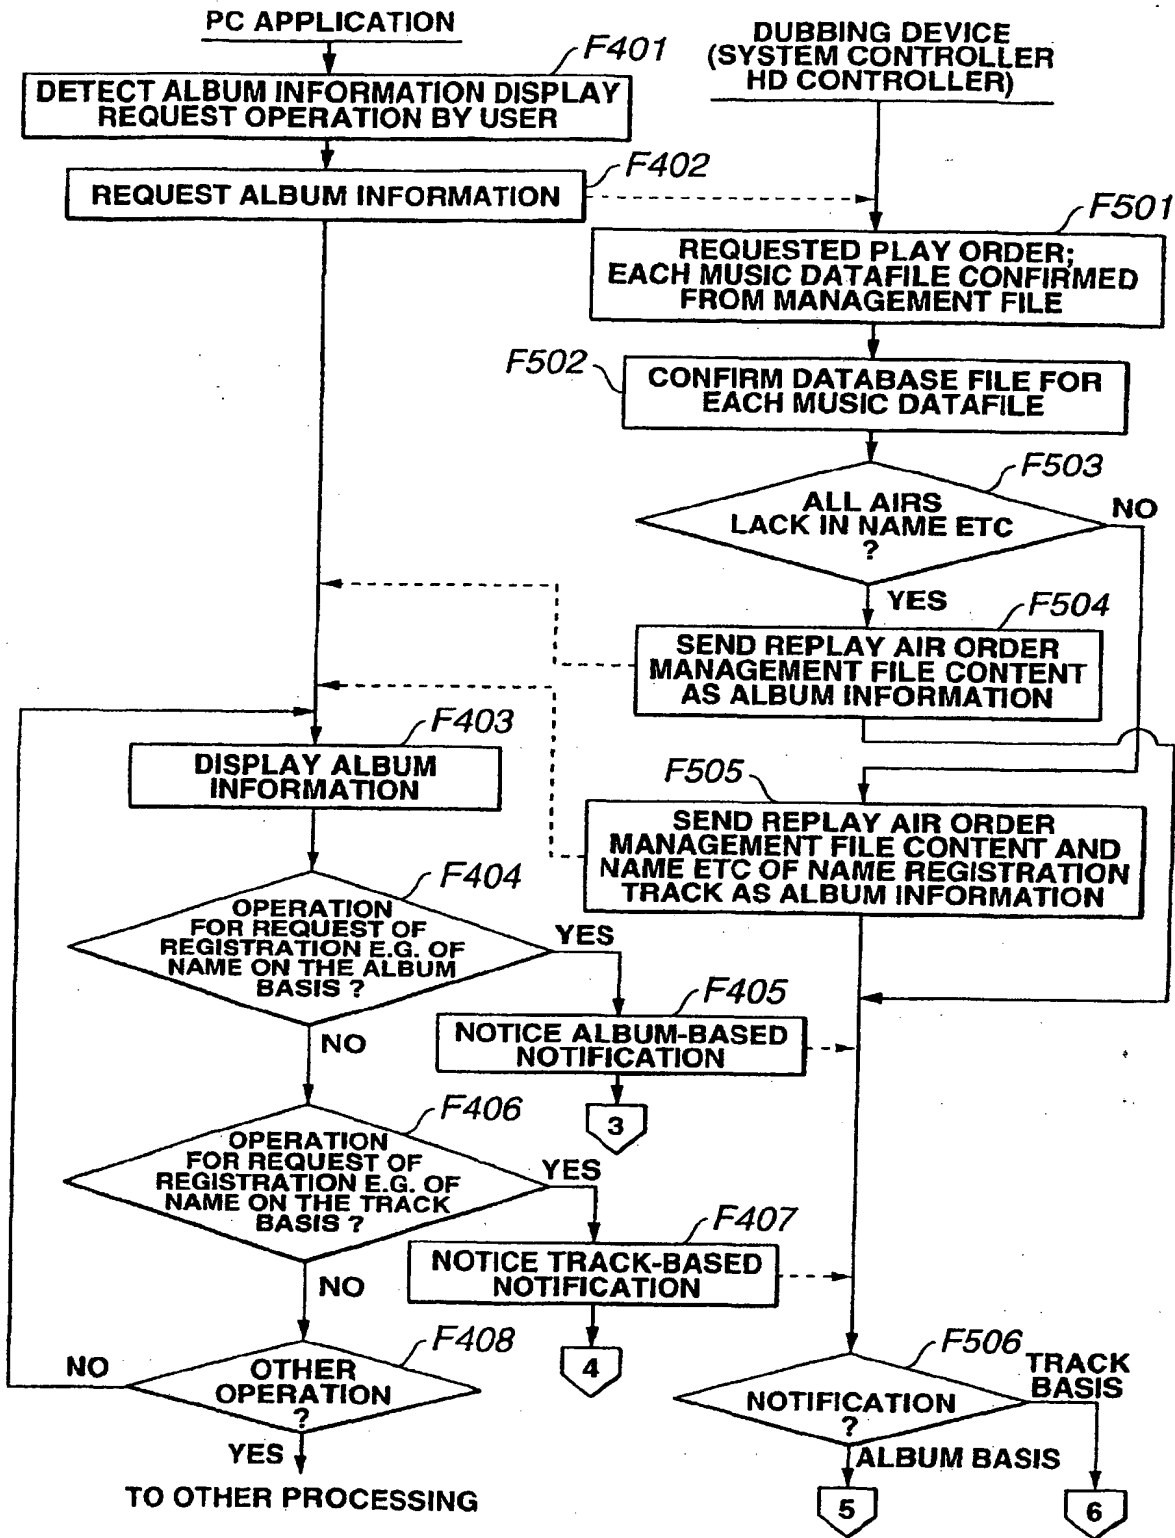 PC APPLICATION
F401
DETECT ALBUM INFORMATION DISPLAY
REQUEST OPERATION BY USER
F402
REQUEST ALBUM INFORMATION
DUBBING DEVICE
(SYSTEM CONTROLLER
HD CONTROLLER)
F501
REQUESTED PLAY ORDER;
EACH MUSIC DATAFILE CONFIRMED
FROM MANAGEMENT FILE
F502
CONFIRM DATABASE FILE FOR
EACH MUSIC DATAFILE
F503
ALL AIRS
LACK IN NAME ETC
?
NO
YES
F504
SEND REPLAY AIR ORDER
MANAGEMENT FILE CONTENT
AS ALBUM INFORMATION
F403
DISPLAY ALBUM
INFORMATION
F505
SEND REPLAY AIR ORDER
MANAGEMENT FILE CONTENT AND
NAME ETC OF NAME REGISTRATION
TRACK AS ALBUM INFORMATION
F404
OPERATION
FOR REQUEST OF
REGISTRATION E.G. OF
NAME ON THE ALBUM
BASIS ?
YES
F405
NOTICE ALBUM-BASED
NOTIFICATION
NO
3
F406
OPERATION
FOR REQUEST OF
REGISTRATION E.G. OF
NAME ON THE TRACK
BASIS ?
YES
F407
NOTICE TRACK-BASED
NOTIFICATION
NO
4
F408
OTHER
OPERATION
?
NO
YES
TO OTHER PROCESSING
F506
NOTIFICATION
?
TRACK
BASIS
ALBUM BASIS
5
6